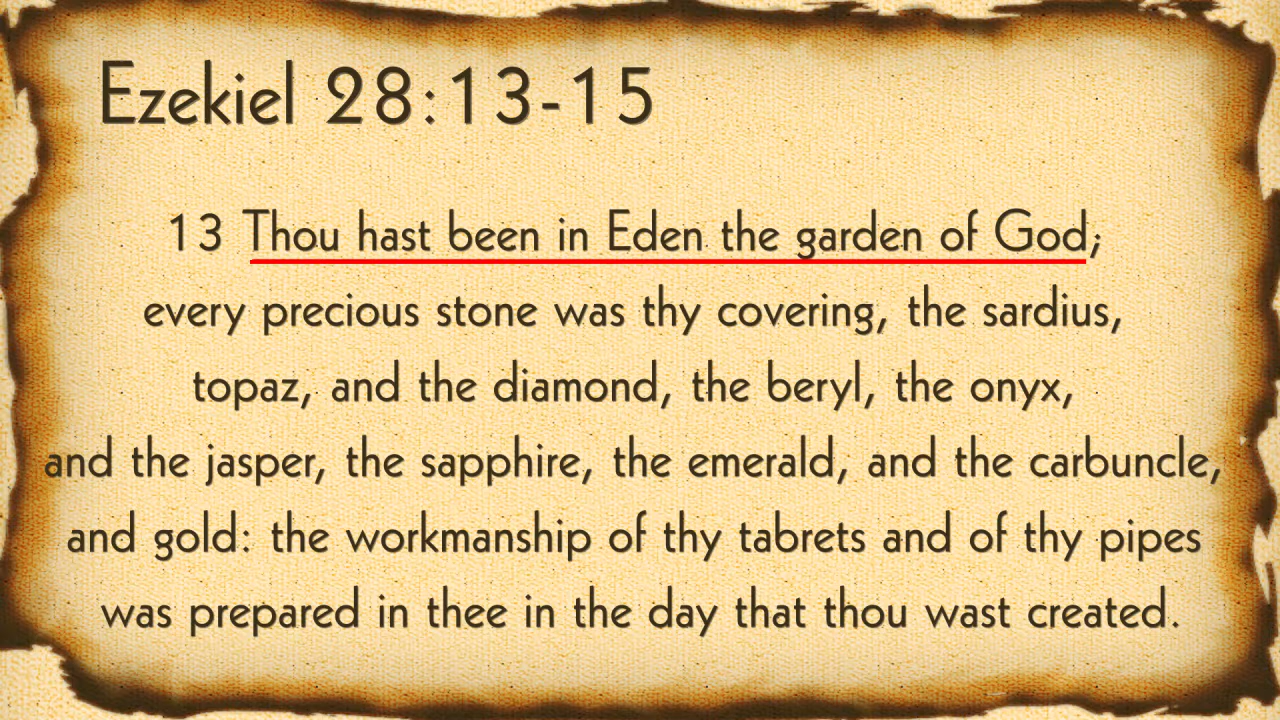 Ezekiel 28:13-15
13 Thou hast been in Eden the garden of God;
every precious stone was thy covering, the sardius,
topaz, and the diamond, the beryl, the onyx,
and the jasper, the sapphire, the emerald, and the carbuncle,
and gold: the workmanship of thy tabrets and of thy pipes
was prepared in thee in the day that thou wast created.